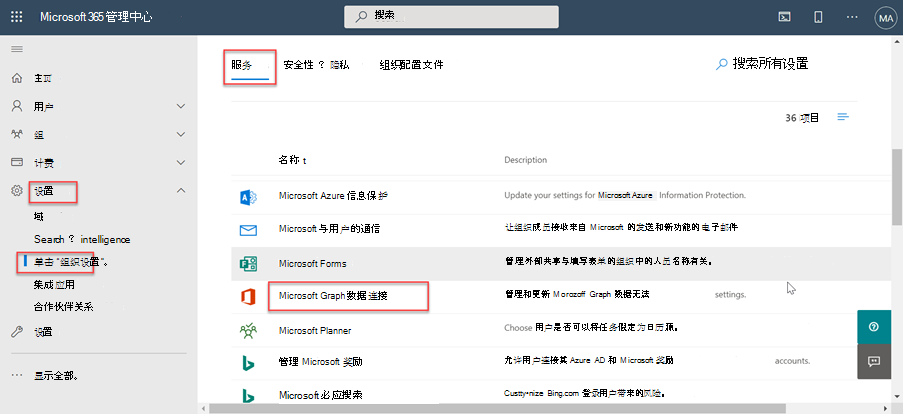 Microsoft 365 管理中心
搜索
MA
服务
安全性 ? 隐私
组织配置文件
搜索所有设置
主页
用户
组
计费
设置
域
Search ? intelligence
单击“组织设置”。
集成应用
合作伙伴关系
设置
显示全部。
36 项目
名称 t
Description
Microsoft Azure 信息保护
Update your settings for Microsoft Azure Information Protection.
Microsoft 与用户的通信
让组织成员接收来自 Microsoft 的发送和新功能的电子邮件
Microsoft Forms
管理外部共享与填写表单的组织中的人员名称有关。
Microsoft Graph 数据连接
管理和更新 Morozoff Graph 数据无法 settings.
Microsoft Planner
Choose 用户是否可以将任务假定为日历源。
管理 Microsoft 奖励
允许用户连接其 Azure AD 和 Microsoft 奖励 accounts.
Microsoft 必应搜索
Custty•nize Bing.com 登录用户带来的风险。